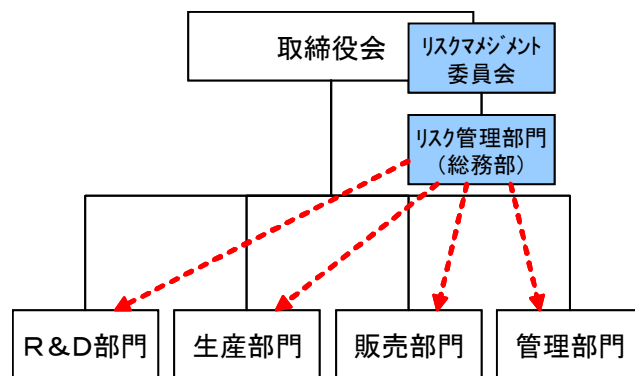 取締役会
ﾘｽｸﾏﾒｼﾞﾒﾝﾄ
委員会
ﾘｽｸ管理部門
(総務部)
R&D部門
生産部門
販売部門
管理部門